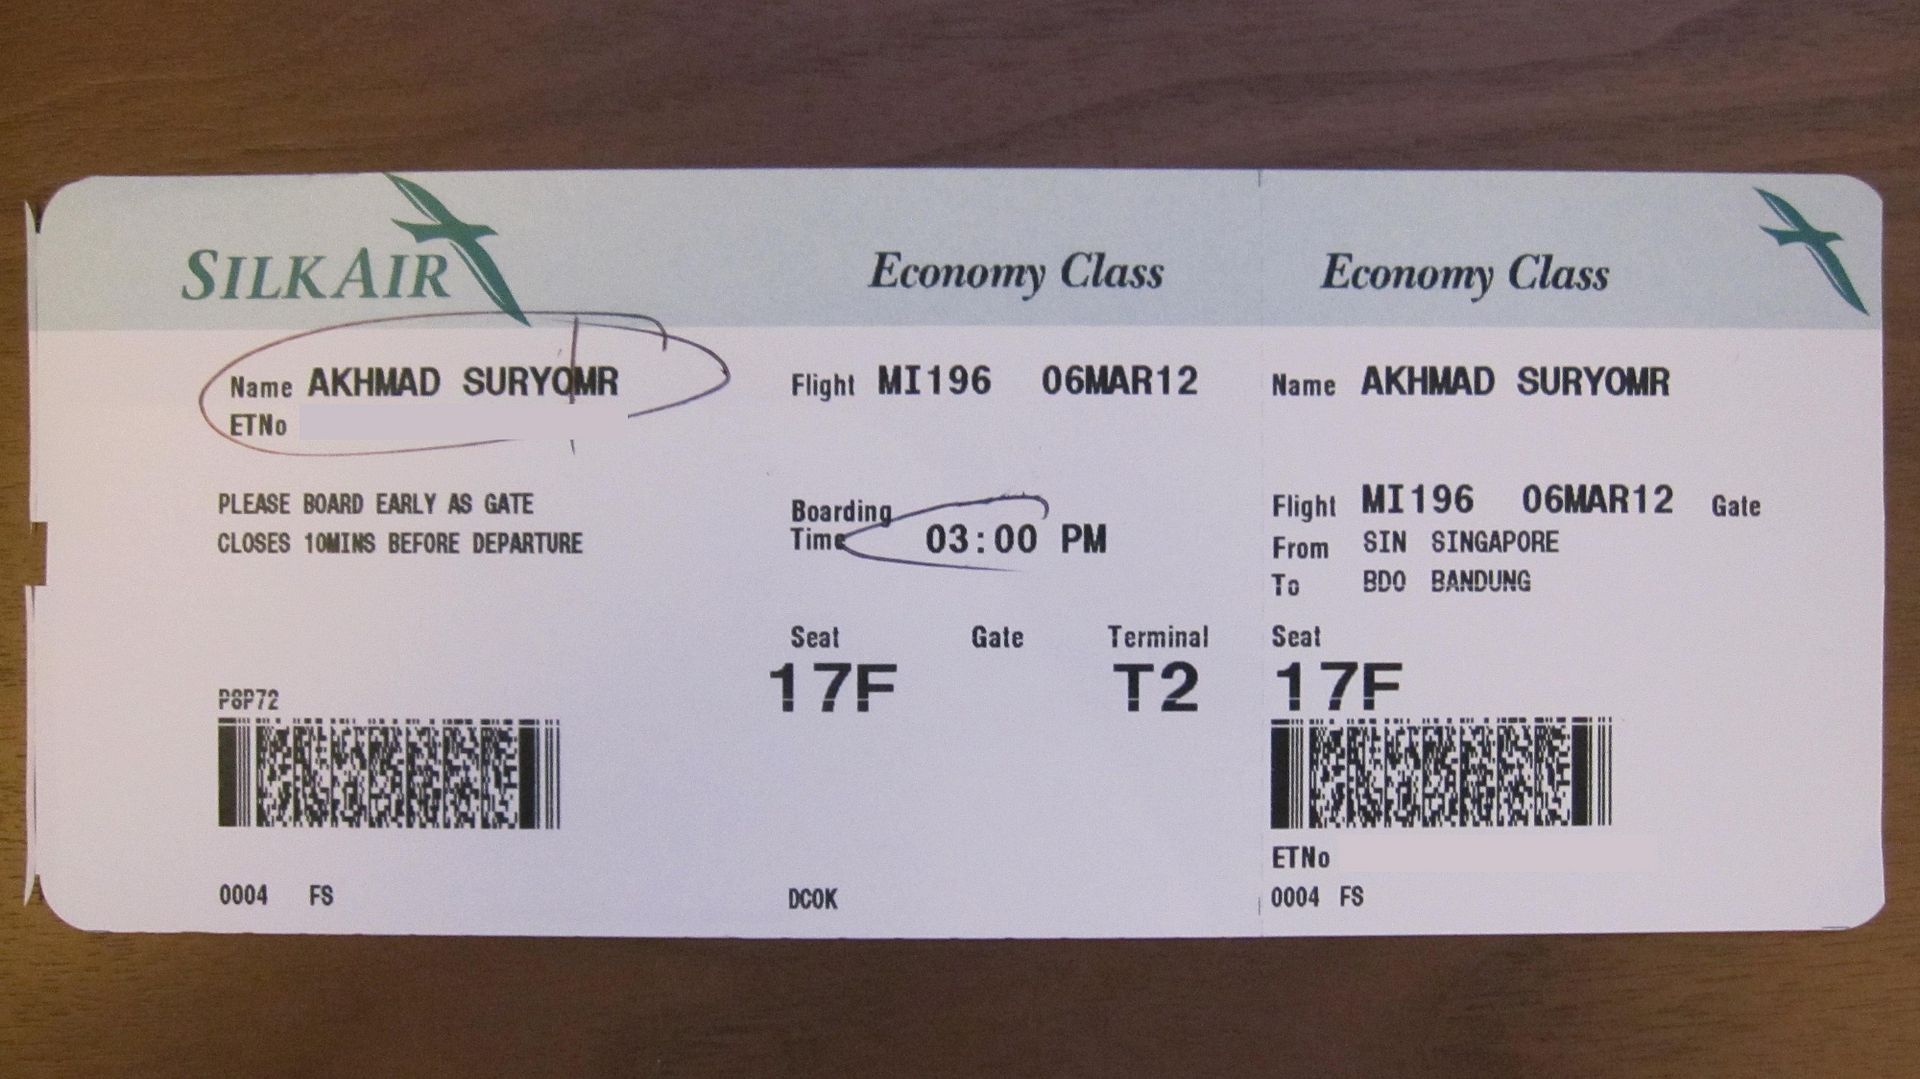 SILKAIR
Economy Class
Name AKHMAD SURYOMR
ETNo
Flight MI196 06MAR12
PLEASE BOARD EARLY AS GATE
CLOSES 10MINS BEFORE DEPARTURE
Boarding
Time 03:00 PM
Seat Gate Terminal
17F T2
P8P72
0004 FS
DCOK
Economy Class
Name AKHMAD SURYOMR
Flight MI196 06MAR12 Gate
From SIN SINGAPORE
To BDO BANDUNG
Seat
17F
ETNo
0004 FS